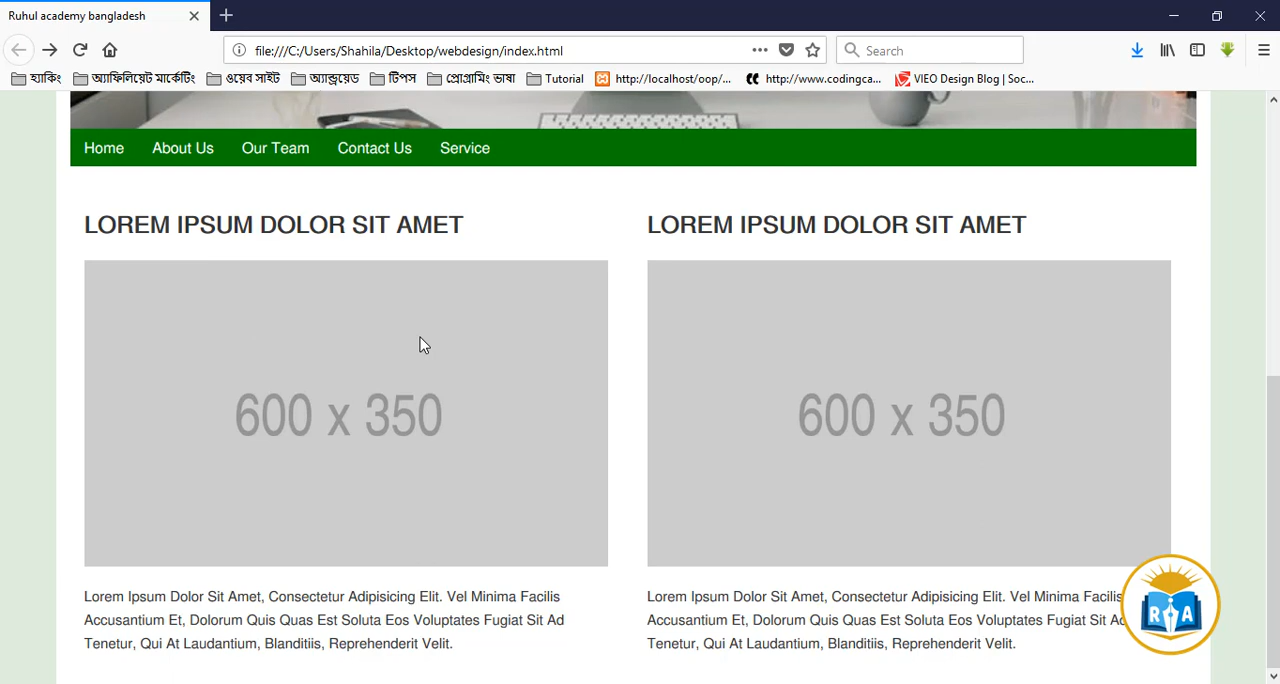 Ruhul academy bangladesh
file:///C:/Users/Shahila/Desktop/webdesign/index.html
Search
হ্যাকিং
অ্যাফিলিয়েট মার্কেটিং
ওয়েব সাইট
অ্যান্ড্রয়েড
টিপস
প্রোগ্রামিং ভাষা
Tutorial
http://localhost/oop/...
http://www.codingca...
VIEO Design Blog | Soc...
Home About Us Our Team Contact Us Service
LOREM IPSUM DOLOR SIT AMET
600 x 350
Lorem Ipsum Dolor Sit Amet, Consectetur Adipisicing Elit. Vel Minima Facilis
Accusantium Et, Dolorum Quis Quas Est Soluta Eos Voluptates Fugiat Sit Ad
Tenetur, Qui At Laudantium, Blanditiis, Reprehenderit Velit.
LOREM IPSUM DOLOR SIT AMET
600 x 350
Lorem Ipsum Dolor Sit Amet, Consectetur Adipisicing Elit. Vel Minima Facilis
Accusantium Et, Dolorum Quis Quas Est Soluta Eos Voluptates Fugiat Sit Ad
Tenetur, Qui At Laudantium, Blanditiis, Reprehenderit Velit.
R A